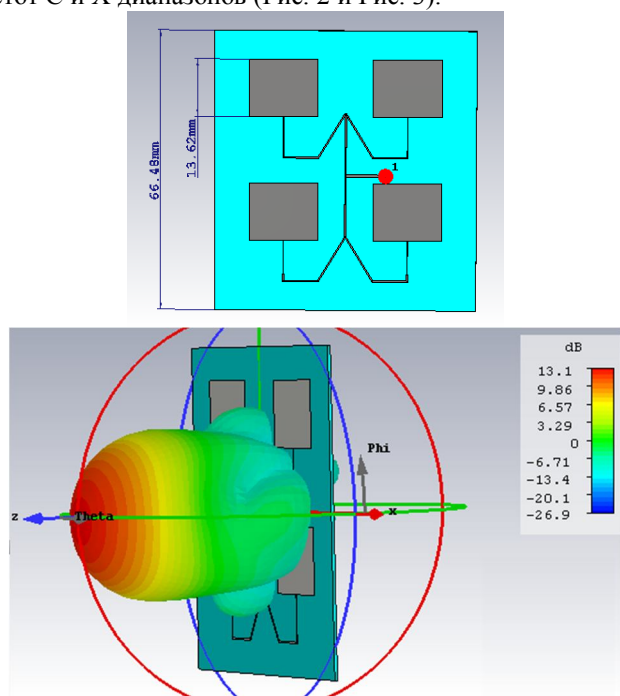 стот С и Х диапазонов (Рис. 2 и Рис. 3).
66.48mm
13.62mm
1
dB
13.1
9.86
6.57
3.29
0
-6.71
-13.4
-20.1
-26.9
Phi
z
Theta
x